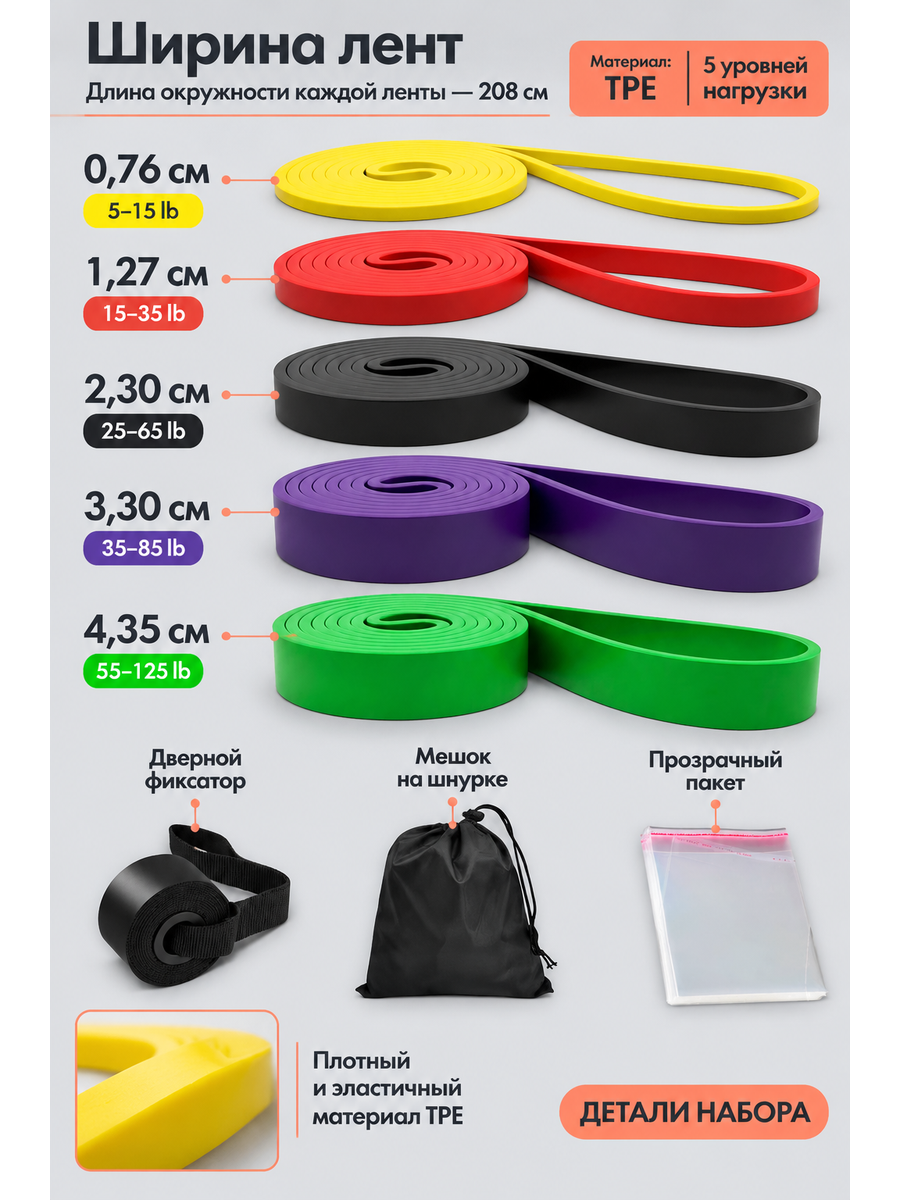 Ширина лент
Длина окружности каждой ленты — 208 см
Материал:
TPE
5 уровней
нагрузки
0,76 см
5–15 lb
1,27 см
15–35 lb
2,30 см
25–65 lb
3,30 см
35–85 lb
4,35 см
55–125 lb
Дверной
фиксатор
Мешок
на шнурке
Прозрачный
пакет
Плотный
и эластичный
материал TPE
ДЕТАЛИ НАБОРА